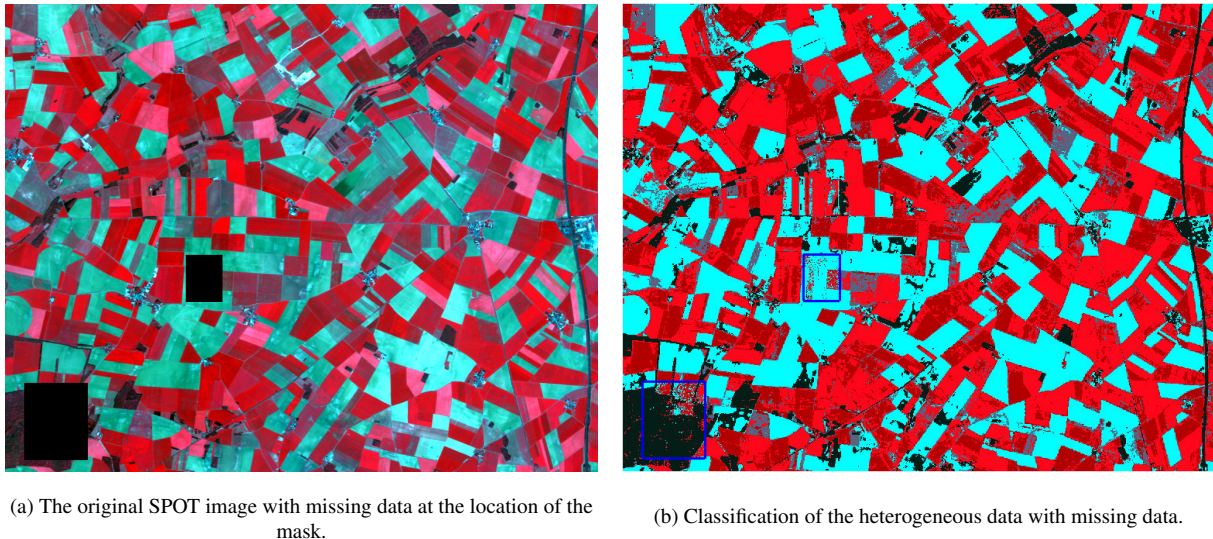 (a) The original SPOT image with missing data at the location of the
mask.
(b) Classification of the heterogeneous data with missing data.